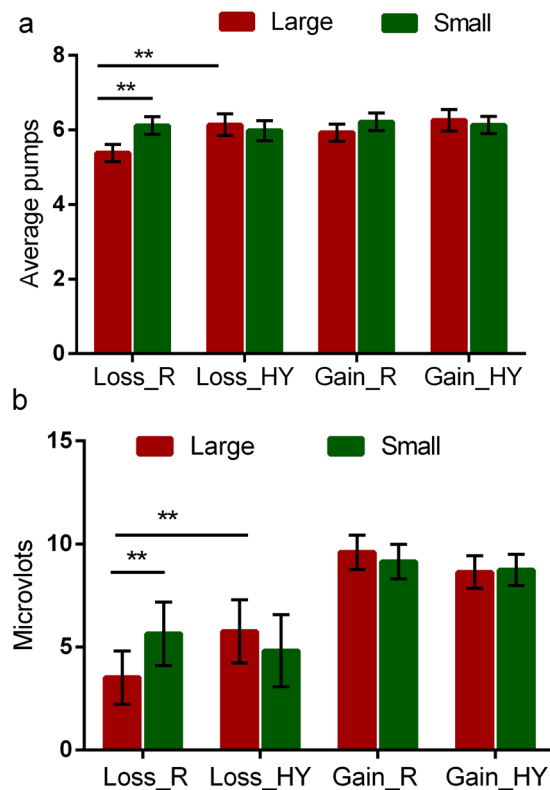 a
Large Small
Average pumps
8
6
4
2
0
**
**
Loss_R Loss_HY Gain_R Gain_HY
b
Large Small
Microvlots
15
10
5
0
**
**
Loss_R Loss_HY Gain_R Gain_HY